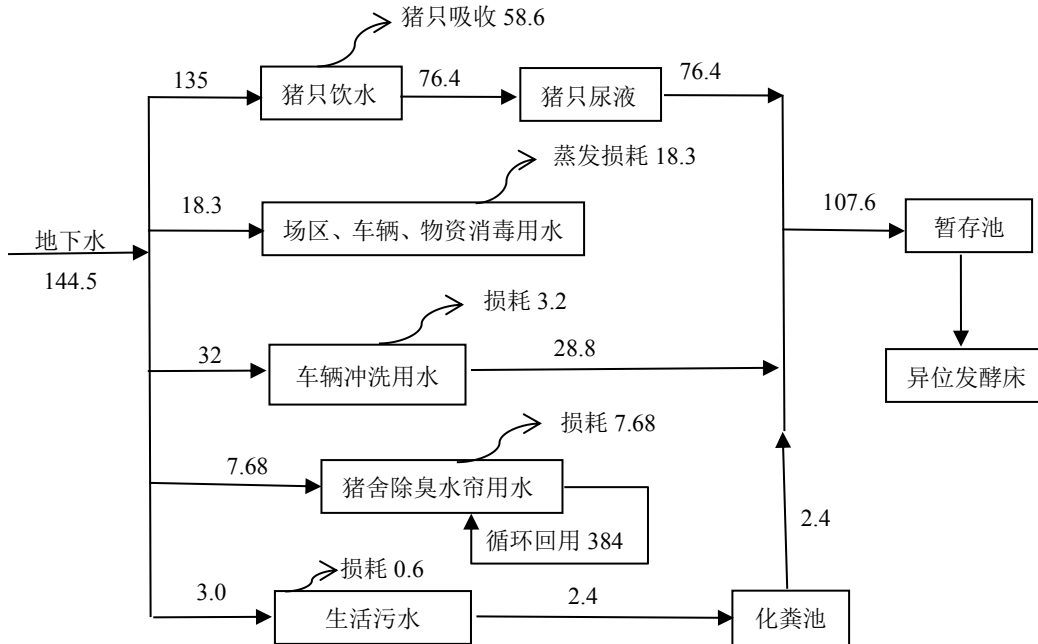 猪只吸收 58.6
135
猪只饮水
76.4
猪只尿液
76.4
蒸发损耗 18.3
18.3
场区、车辆、物资消毒用水
107.6
暂存池
地下水
144.5
损耗 3.2
32
车辆冲洗用水
28.8
异位发酵床
损耗 7.68
7.68
猪舍除臭水帘用水
循环回用 384
2.4
损耗 0.6
3.0
生活污水
2.4
化粪池